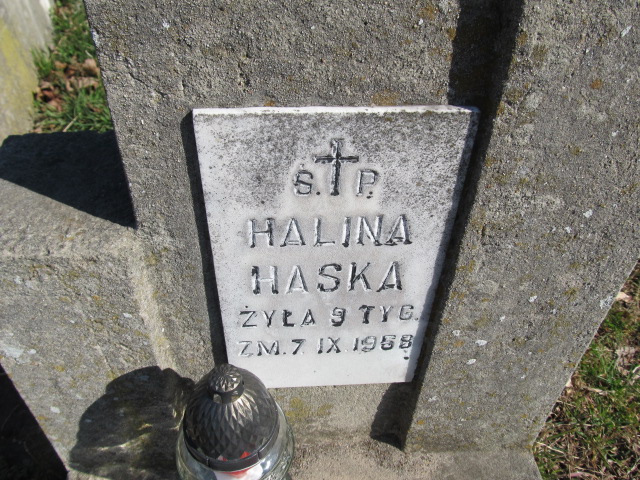 Ś. P.
HALINA
HASKA
ŻYŁA 9 TYG.
ZM. 7 IX 1958